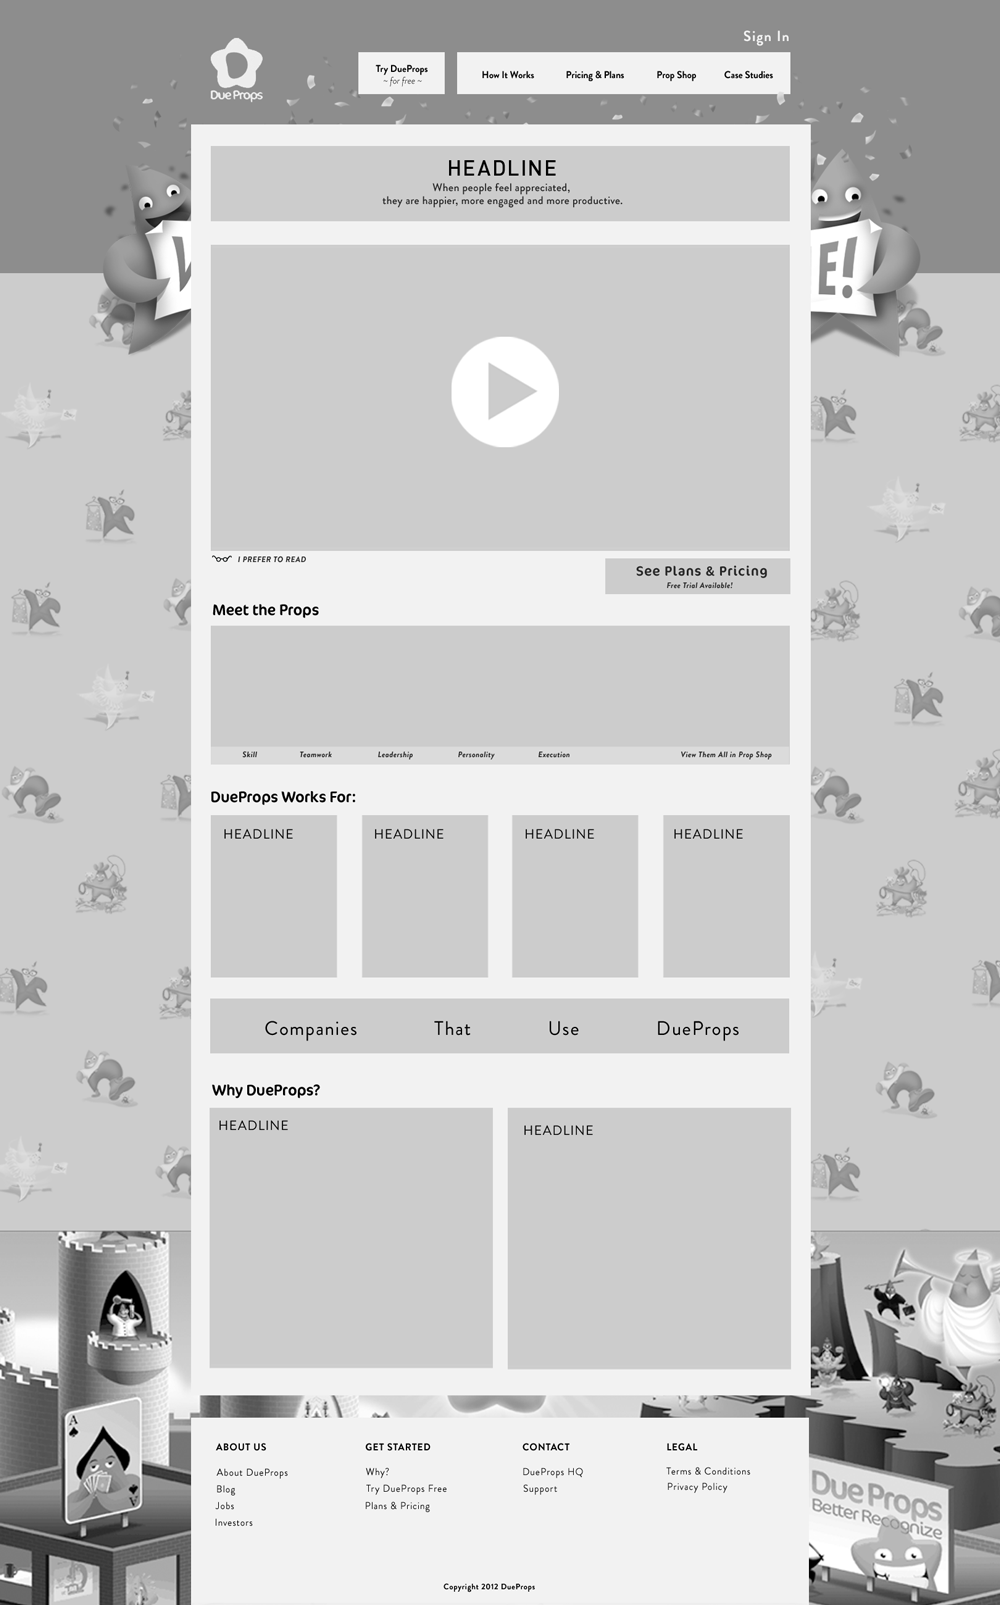 Sign In
Due Props
Try DueProps
~ for free ~
How It Works
Pricing & Plans
Prop Shop
Case Studies
HEADLINE
When people feel appreciated,
they are happier, more engaged and more productive.
E!
I PREFER TO READ
See Plans & Pricing
Free Trial Available!
Meet the Props
Skill
Teamwork
Leadership
Personality
Execution
View Them All in Prop Shop
DueProps Works For:
HEADLINE
HEADLINE
HEADLINE
HEADLINE
Companies That Use DueProps
Why DueProps?
HEADLINE
HEADLINE
A
A
ABOUT US
About DueProps
Blog
Jobs
Investors
GET STARTED
Why?
Try DueProps Free
Plans & Pricing
CONTACT
DueProps HQ
Support
LEGAL
Terms & Conditions
Privacy Policy
Due Props
Better Recognize
Copyright 2012 DueProps